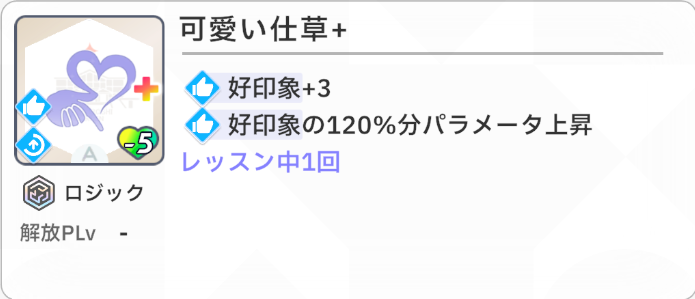 可愛い仕草+
好印象+3
好印象の120%分パラメータ上昇
レッスン中1回
-5
A
ロジック
解放PLv -